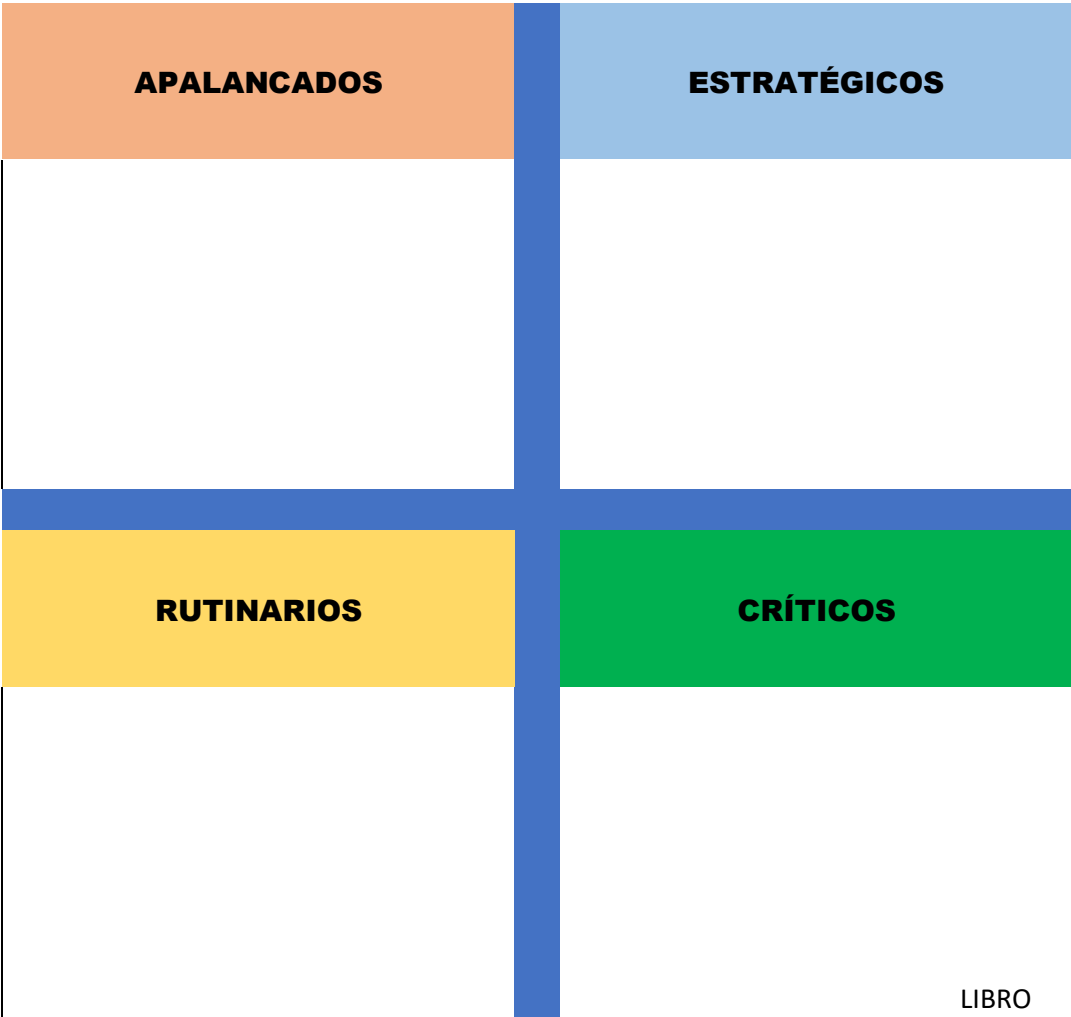 APALANCADOS
ESTRATÉGICOS
RUTINARIOS
CRÍTICOS
LIBRO